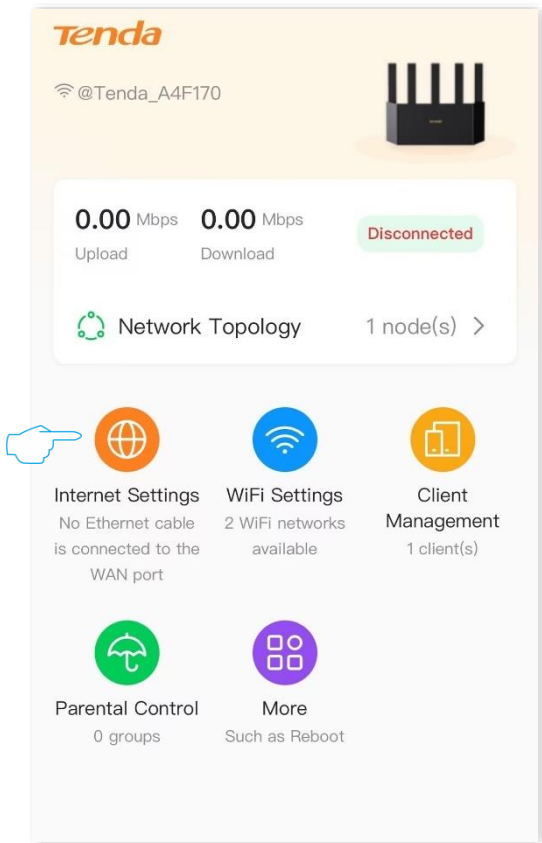 Tenda
@Tenda_A4F170
0.00 Mbps 0.00 Mbps Disconnected
Upload Download
Network Topology 1 node(s)
Internet Settings WiFi Settings Client
No Ethernet cable 2 WiFi networks Management
is connected to the available 1 client(s)
WAN port
Parental Control More
0 groups Such as Reboot